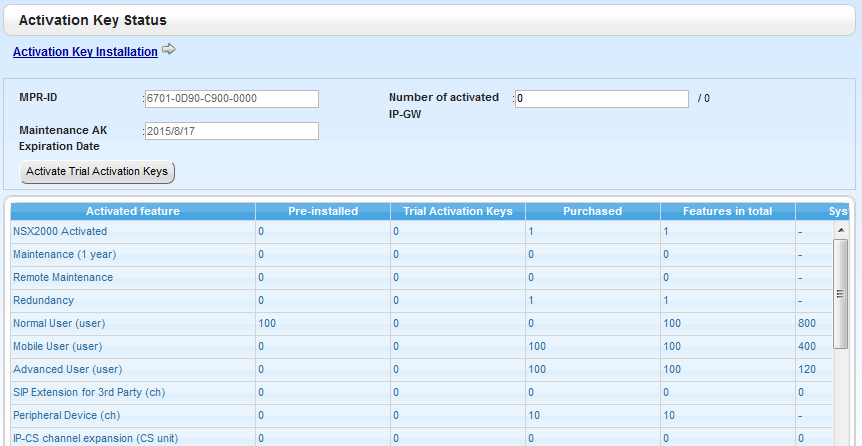 Activation Key Status
Activation Key Installation
MPR-ID :6701-0D90-C900-0000 Number of activated IP-GW :0 / 0
Maintenance AK Expiration Date :2015/8/17
Activate Trial Activation Keys
Activated feature Pre-installed Trial Activation Keys Purchased Features in total Syst
NSX2000 Activated 0 0 1 1 -
Maintenance (1 year) 0 0 0 0 -
Remote Maintenance 0 0 0 0 -
Redundancy 0 0 1 1 -
Normal User (user) 100 0 0 100 800
Mobile User (user) 0 0 100 100 400
Advanced User (user) 0 0 100 100 120
SIP Extension for 3rd Party (ch) 0 0 0 0 0
Peripheral Device (ch) 0 0 10 10 -
IP-CS channel expansion (CS unit) 0 0 0 0 0